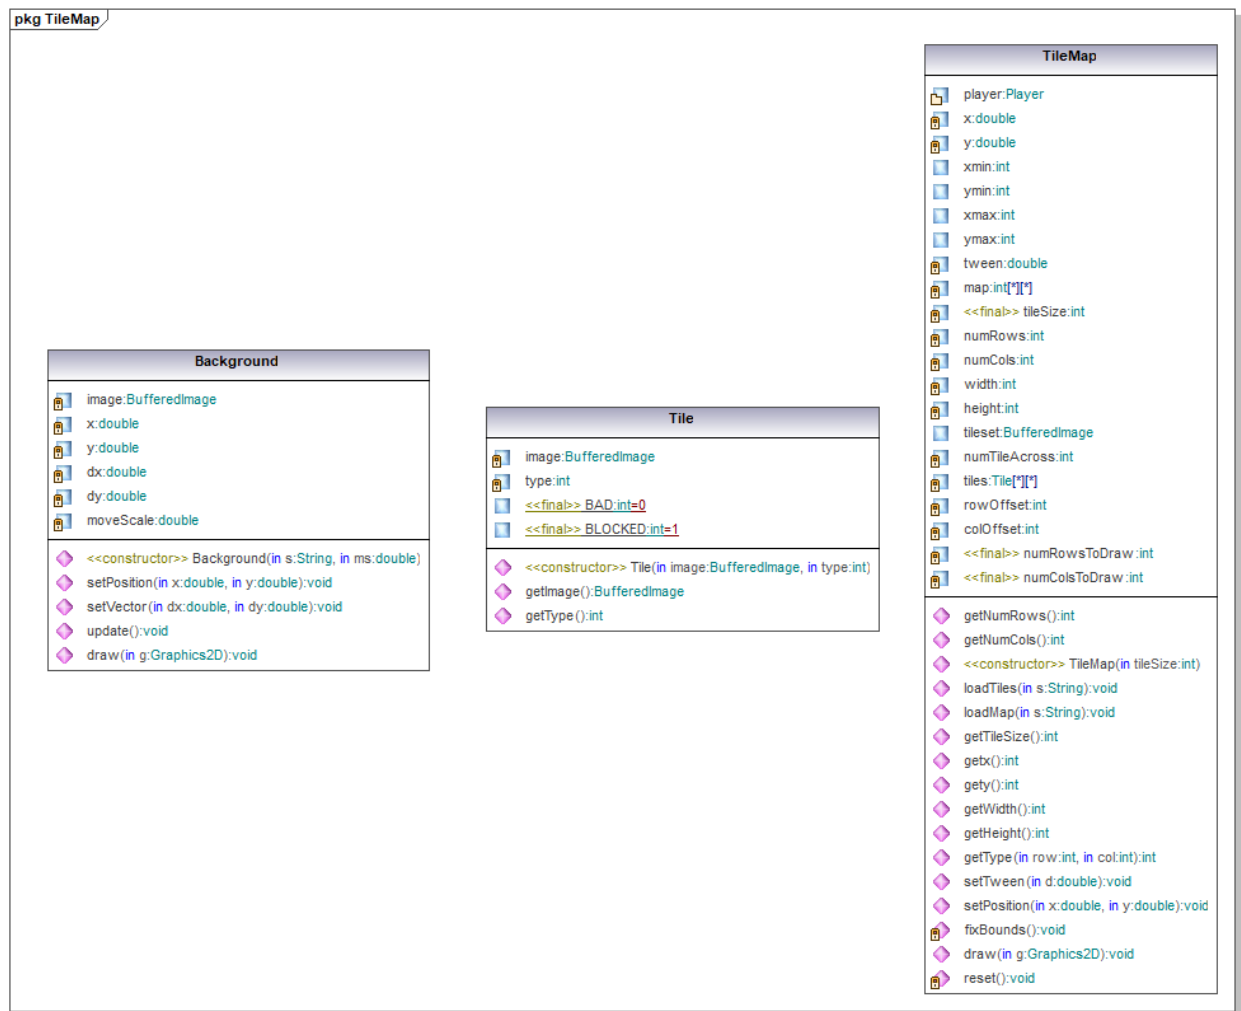 pkg TileMap
Background
image:BufferedImage
x:double
y:double
dx:double
dy:double
moveScale:double
<<constructor>> Background(in s:String, in ms:double)
setPosition(in x:double, in y:double):void
setVector(in dx:double, in dy:double):void
update():void
draw(in g:Graphics2D):void
Tile
image:BufferedImage
type:int
<<final>> BAD:int=0
<<final>> BLOCKED:int=1
<<constructor>> Tile(in image:BufferedImage, in type:int)
getImage():BufferedImage
getType():int
TileMap
player:Player
x:double
y:double
xmin:int
ymin:int
xmax:int
ymax:int
tween:double
map:int[*][*]
<<final>> tileSize:int
numRows:int
numCols:int
width:int
height:int
tileset:BufferedImage
numTileAcross:int
tiles:Tile[*][*]
rowOffset:int
colOffset:int
<<final>> numRowsToDraw:int
<<final>> numColsToDraw:int
getNumRows():int
getNumCols():int
<<constructor>> TileMap(in tileSize:int)
loadTiles(in s:String):void
loadMap(in s:String):void
getTileSize():int
getx():int
gety():int
getWidth():int
getHeight():int
getType(in row:int, in col:int):int
setTween(in d:double):void
setPosition(in x:double, in y:double):void
fixBounds():void
draw(in g:Graphics2D):void
reset():void